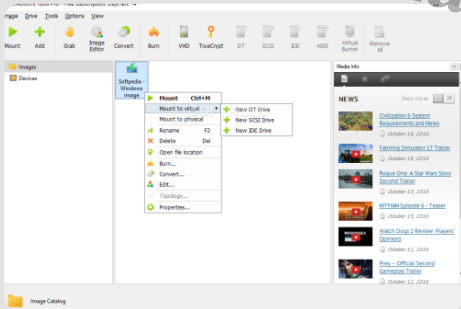 Image Drive Tools Options View
Mount Add Grab Image Editor Convert Burn VHD TrueCrypt DT SCSI IDE HDD Virtual Burner Remove All
Images
Devices
Softpedia -
Windows
image
Mount Ctrl+M
Mount to virtual
Mount to physical
Rename F2
Delete Del
Open file location
Burn...
Convert...
Edit...
Topology...
Properties...
New DT Drive
New SCSI Drive
New IDE Drive
Media Info
NEWS Show list as
Civilization 6 System
Requirements and News
October 18, 2016
Farming Simulator 17 Trailer
October 18, 2016
Rogue One: A Star Wars Story
Second Trailer
October 13, 2016
HITMAN Episode 6 - Teaser
October 13, 2016
Watch Dogs 2 Review: Players'
Opinions
October 12, 2016
Prey – Official Second
Gameplay Trailer
October 12, 2016
Image Catalog